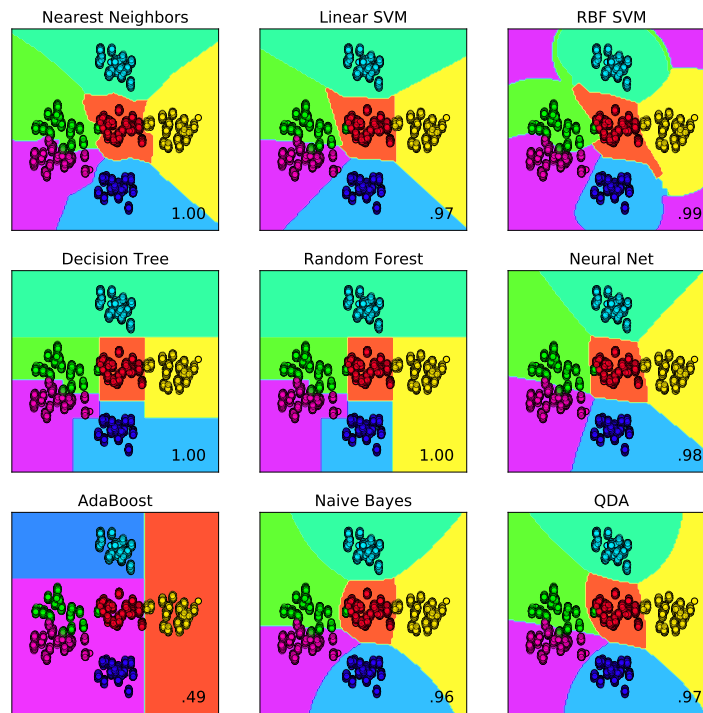 Nearest Neighbors
Linear SVM
RBF SVM
1.00
.97
.99
Decision Tree
Random Forest
Neural Net
1.00
1.00
.98
AdaBoost
Naive Bayes
QDA
.49
.96
.97